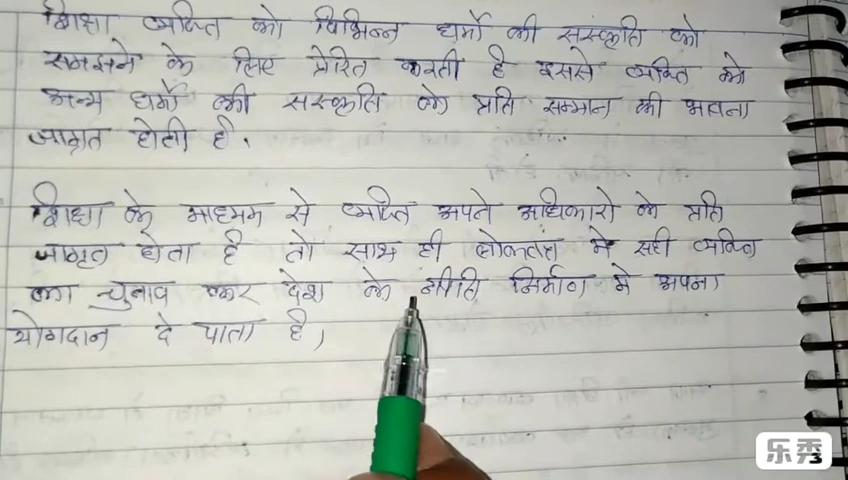 शिक्षा व्यक्ति को विभिन्न धर्मो की संस्कृति को
समझने के लिए प्रेरित करती है इससे व्यक्ति को
अन्य धर्मो की संस्कृति के प्रति सम्मान की भावना
जाग्रत होती है.
शिक्षा के माध्यम से व्यक्ति अपने अधिकारो के प्रति
जागृत होता है तो साथ ही लोकतंत्र मे सही व्यक्ति
का चुनाव कर देश के नीति निर्माण मे अपना
योगदान दे पाता है,
乐秀